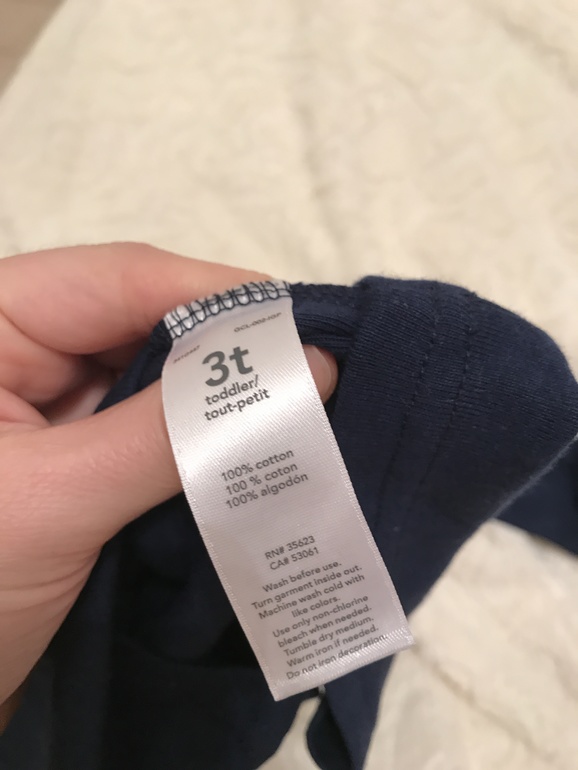 3t
toddler/
tout-petit
100% cotton
100 % coton
100% algodón
RN# 35623
CA# 53061
Wash before use.
Turn garment inside out.
Machine wash cold with
like colors.
Use only non-chlorine
bleach when needed.
Tumble dry medium.
Warm iron if needed.
Do not iron decoration.